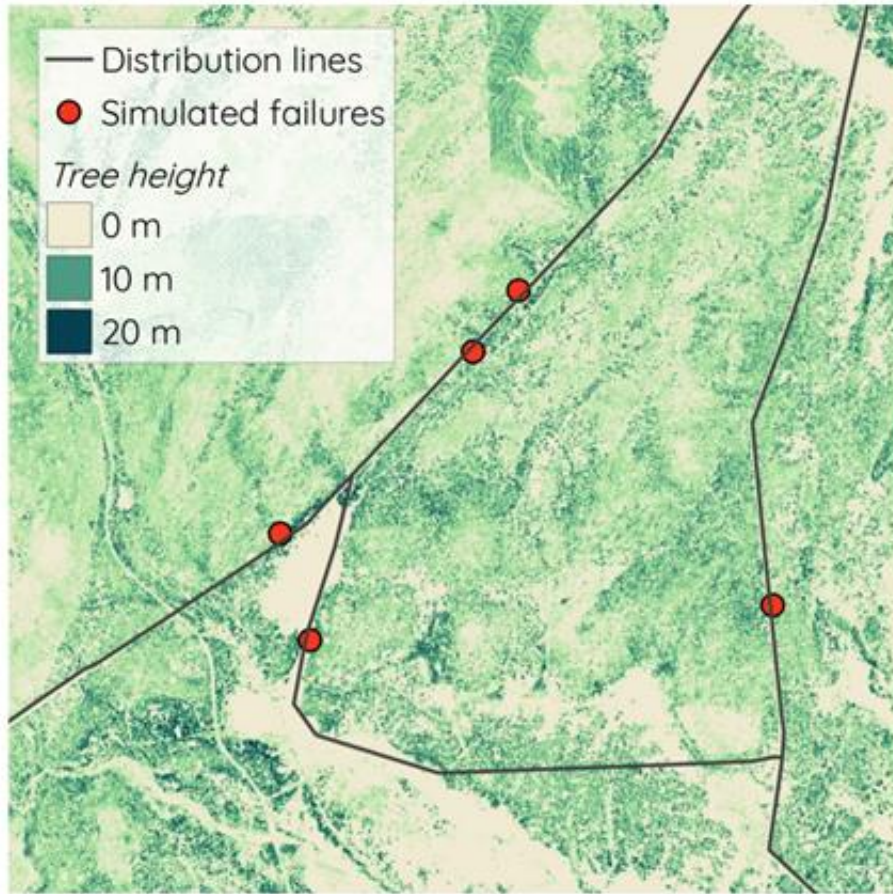 Distribution lines
Simulated failures
Tree height
0 m
10 m
20 m